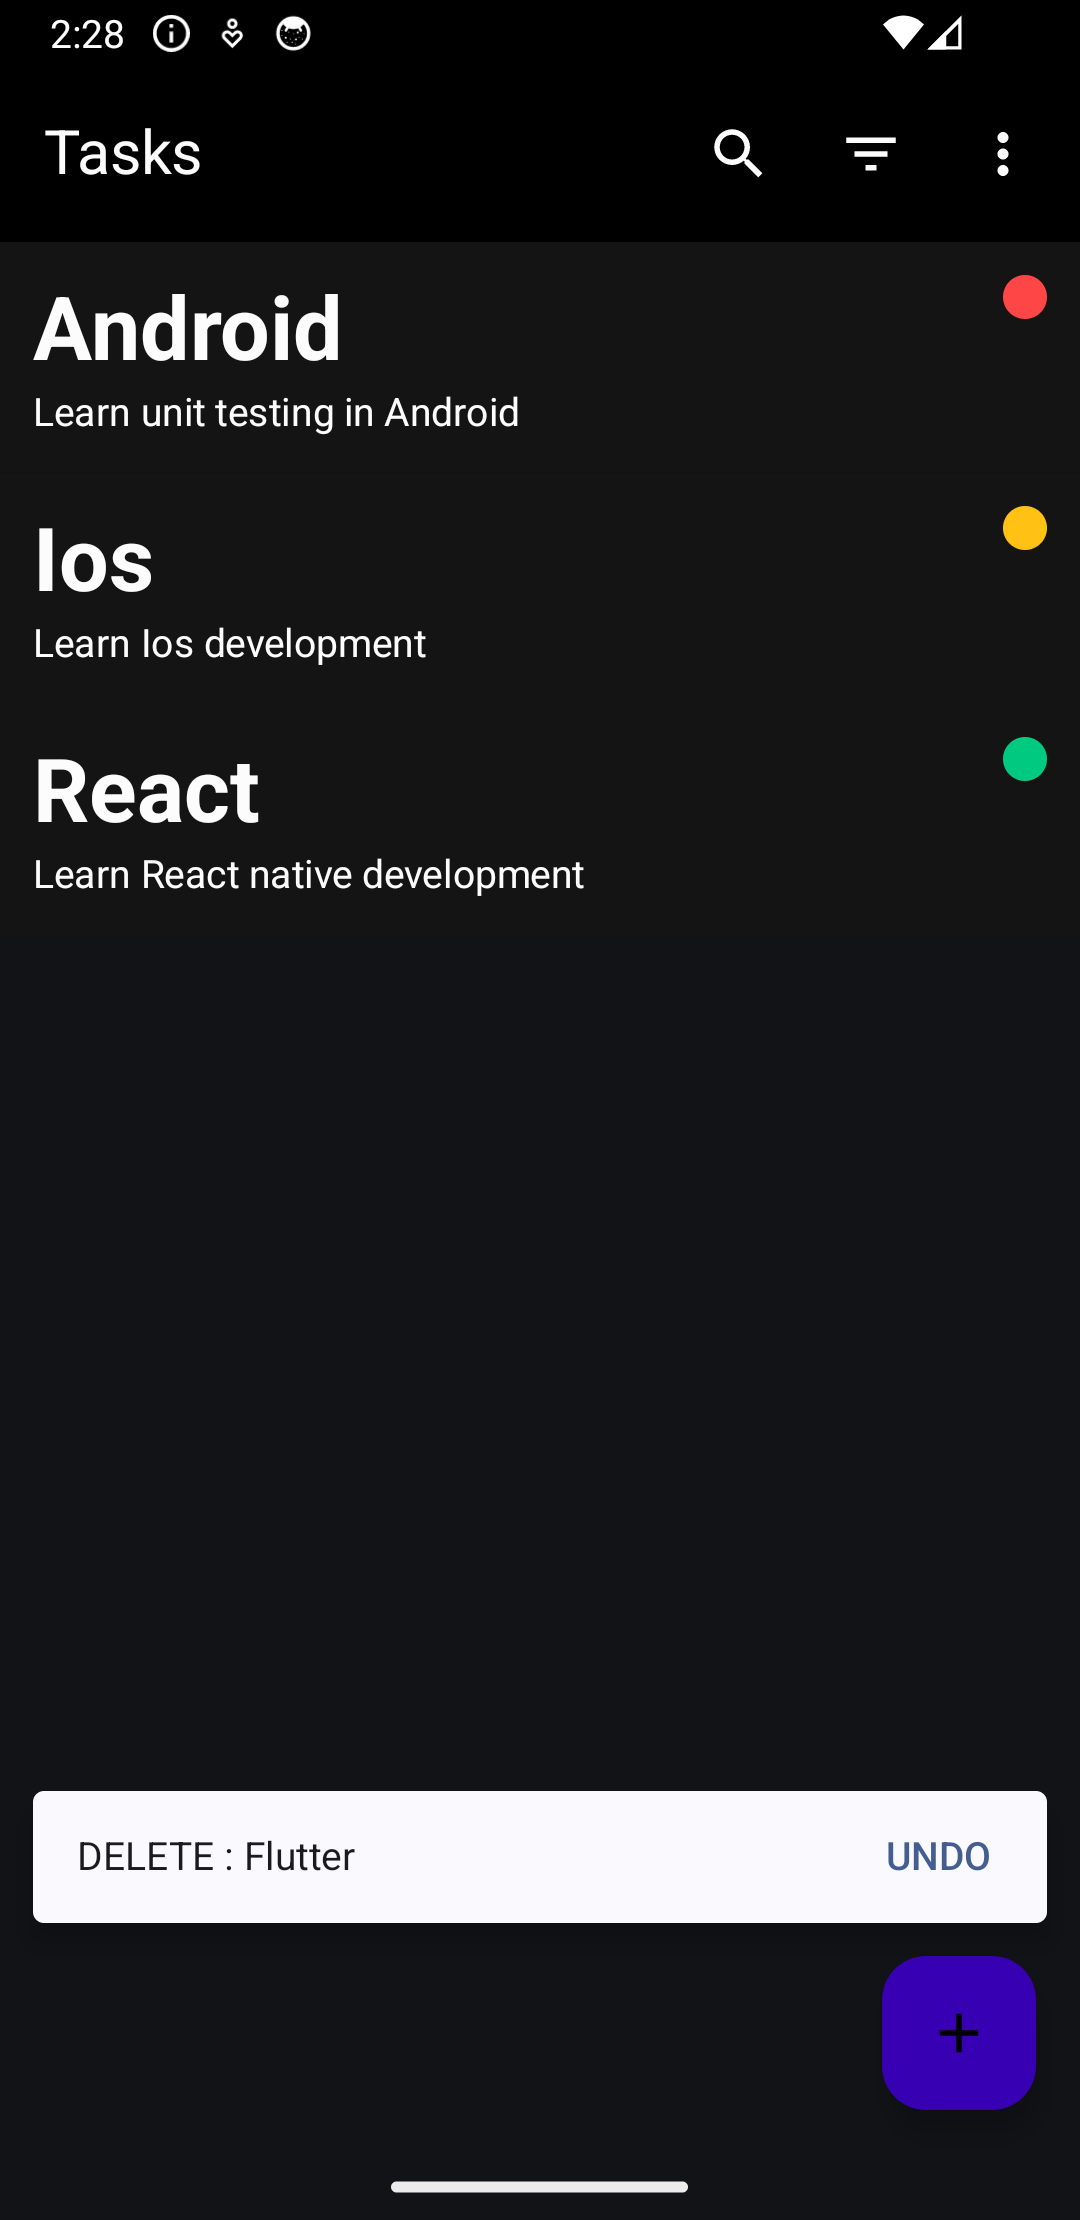 2:28
Tasks
Android
Learn unit testing in Android
Ios
Learn Ios development
React
Learn React native development
DELETE : Flutter
UNDO